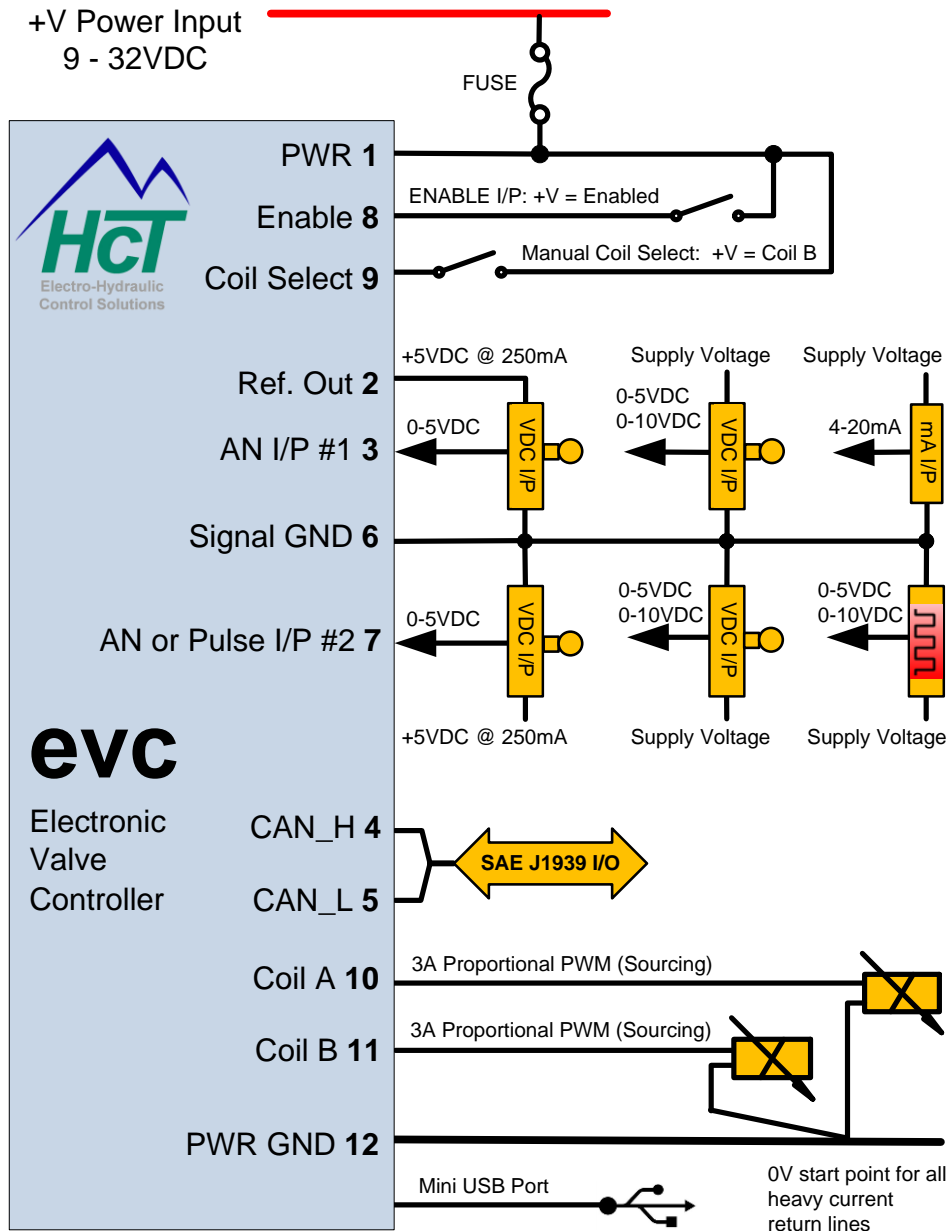 +V Power Input
9 - 32VDC
FUSE
PWR 1
HcT
Electro-Hydraulic
Control Solutions
ENABLE I/P: +V = Enabled
Enable 8
Manual Coil Select: +V = Coil B
Coil Select 9
+5VDC @ 250mA
Supply Voltage
Supply Voltage
Ref. Out 2
0-5VDC
0-10VDC
0-5VDC
4-20mA
VDC I/P
VDC I/P
mA I/P
AN I/P #1 3
Signal GND 6
0-5VDC
0-5VDC
0-10VDC
0-5VDC
0-10VDC
AN or Pulse I/P #2 7
VDC I/P
VDC I/P
+5VDC @ 250mA
Supply Voltage
Supply Voltage
evc
Electronic
Valve
Controller
CAN_H 4
SAE J1939 I/O
CAN_L 5
3A Proportional PWM (Sourcing)
Coil A 10
3A Proportional PWM (Sourcing)
Coil B 11
PWR GND 12
Mini USB Port
0V start point for all
heavy current
return lines